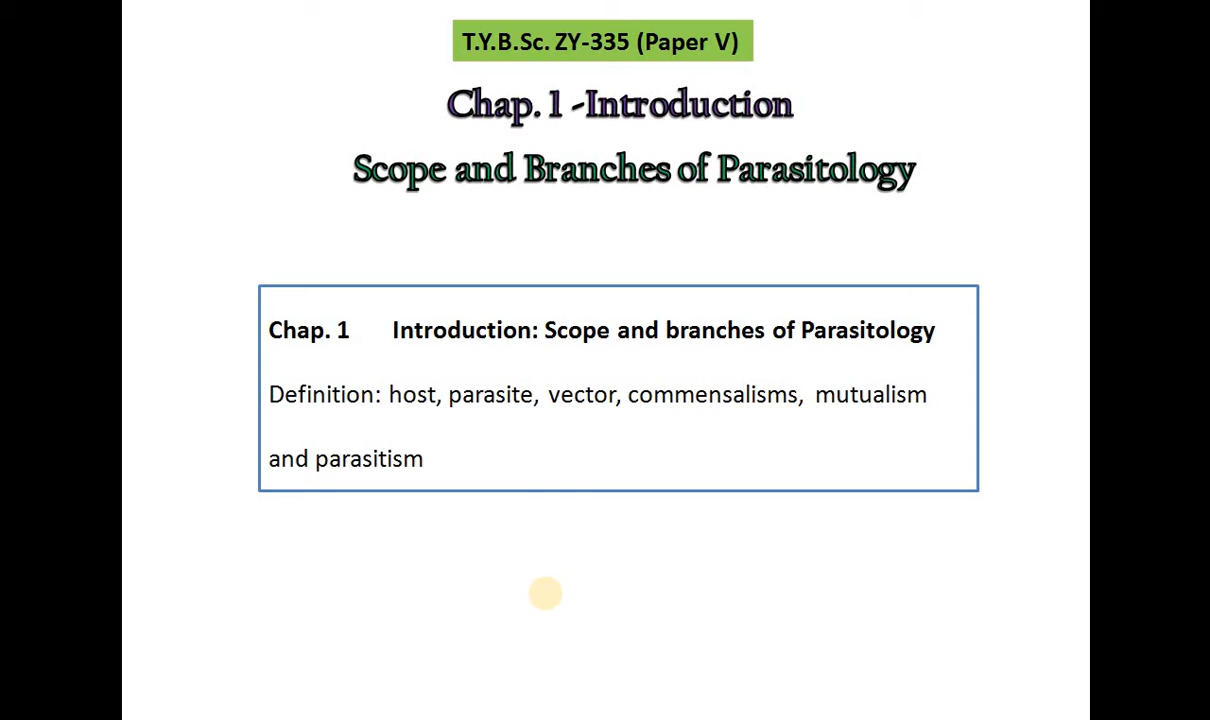 T.Y.B.Sc. ZY-335 (Paper V)
Chap. 1 -Introduction
Scope and Branches of Parasitology
Chap. 1 Introduction: Scope and branches of Parasitology
Definition: host, parasite, vector, commensalisms, mutualism
and parasitism